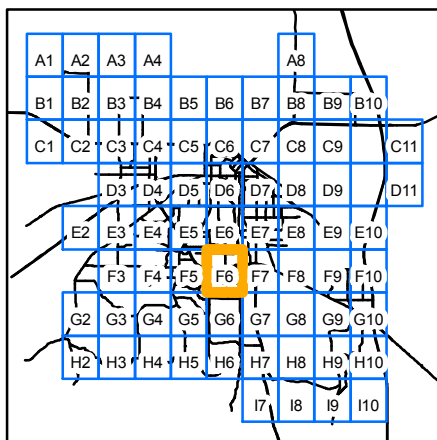 A1 A2 A3 A4 A8
B1 B2 B3 B4 B5 B6 B7 B8 B9 B10
C1 C2 C3 C4 C5 C6 C7 C8 C9 C11
D3 D4 D5 D6 D7 D8 D9 D11
E2 E3 E4 E5 E6 E7 E8 E9 E10
F3 F4 F5 F6 F7 F8 F9 F10
G2 G3 G4 G5 G6 G7 G8 G9 G10
H2 H3 H4 H5 H6 H7 H8 H9 H10
I7 I8 I9 I10